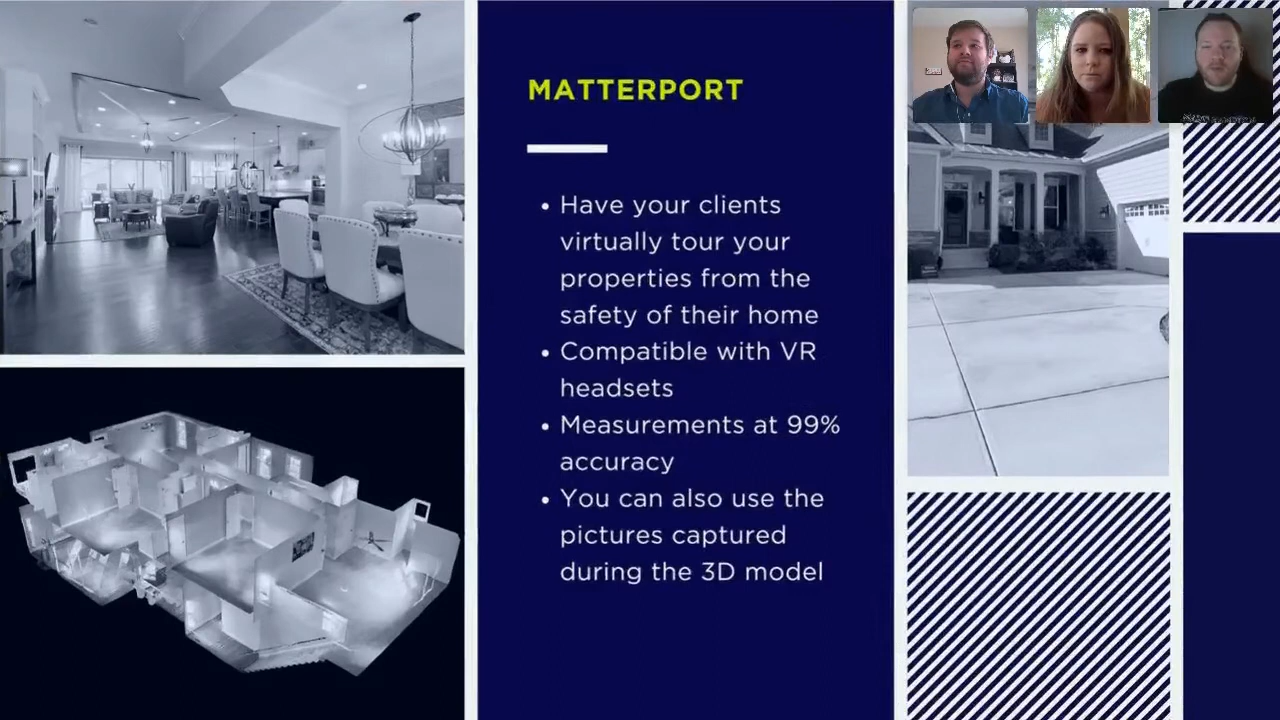 MATTERPORT
• Have your clients
virtually tour your
properties from the
safety of their home
• Compatible with VR
headsets
• Measurements at 99%
accuracy
• You can also use the
pictures captured
during the 3D model